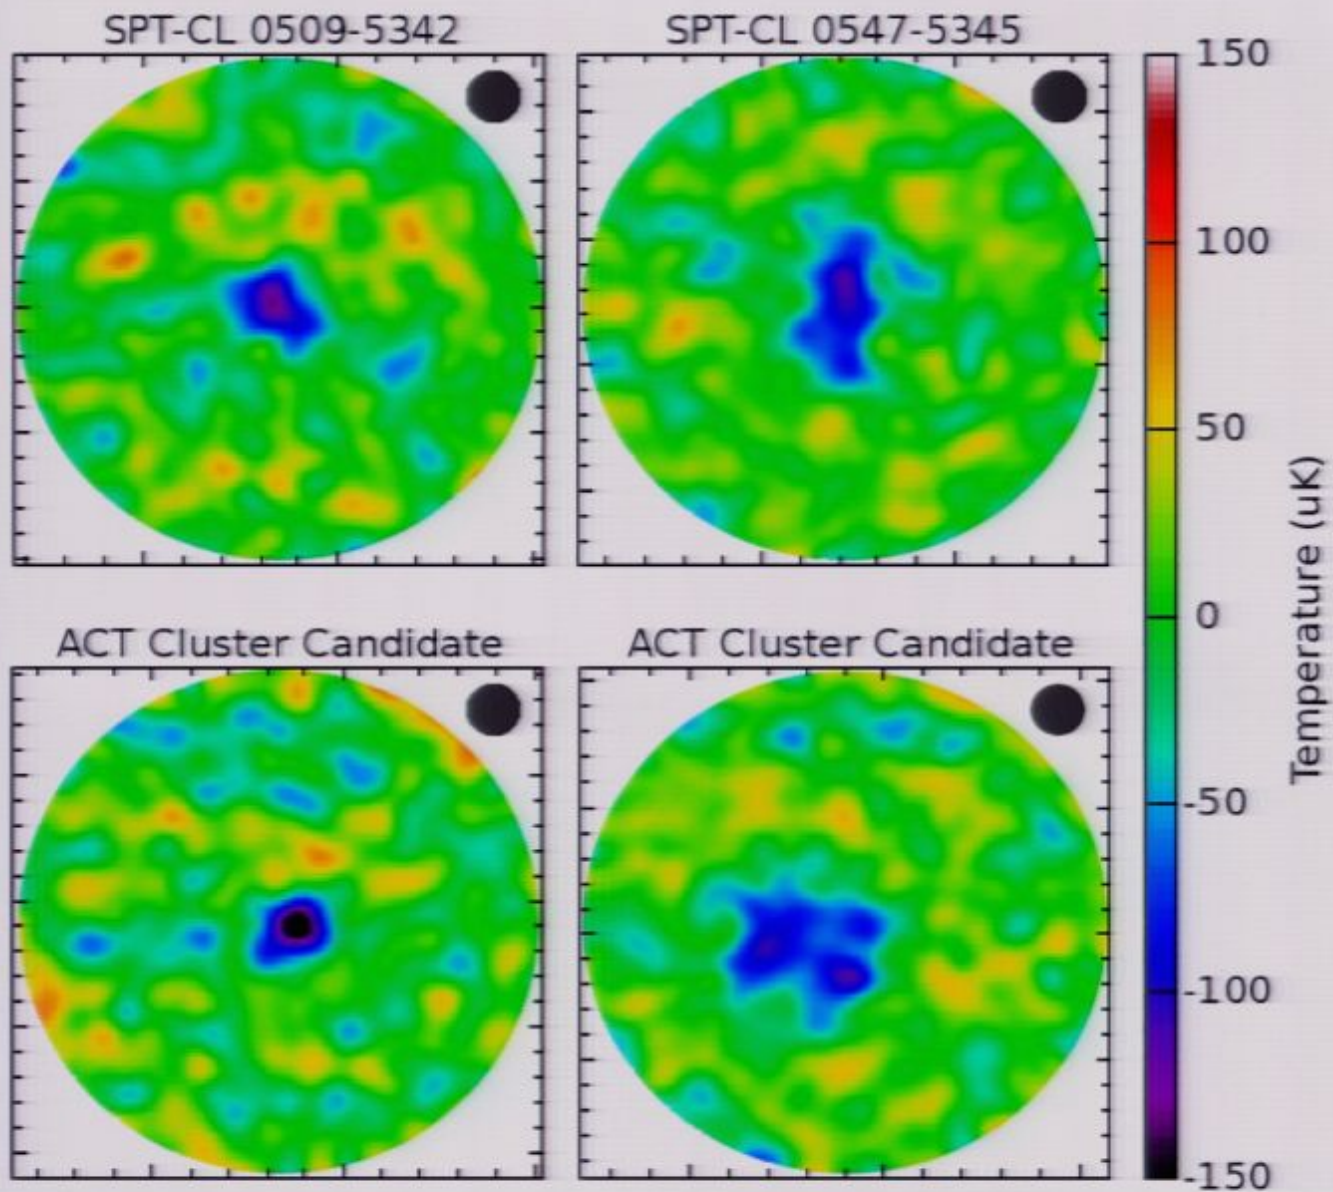 SPT-CL 0509-5342
SPT-CL 0547-5345
ACT Cluster Candidate
ACT Cluster Candidate
150
100
50
0
-50
-100
-150
Temperature (uK)